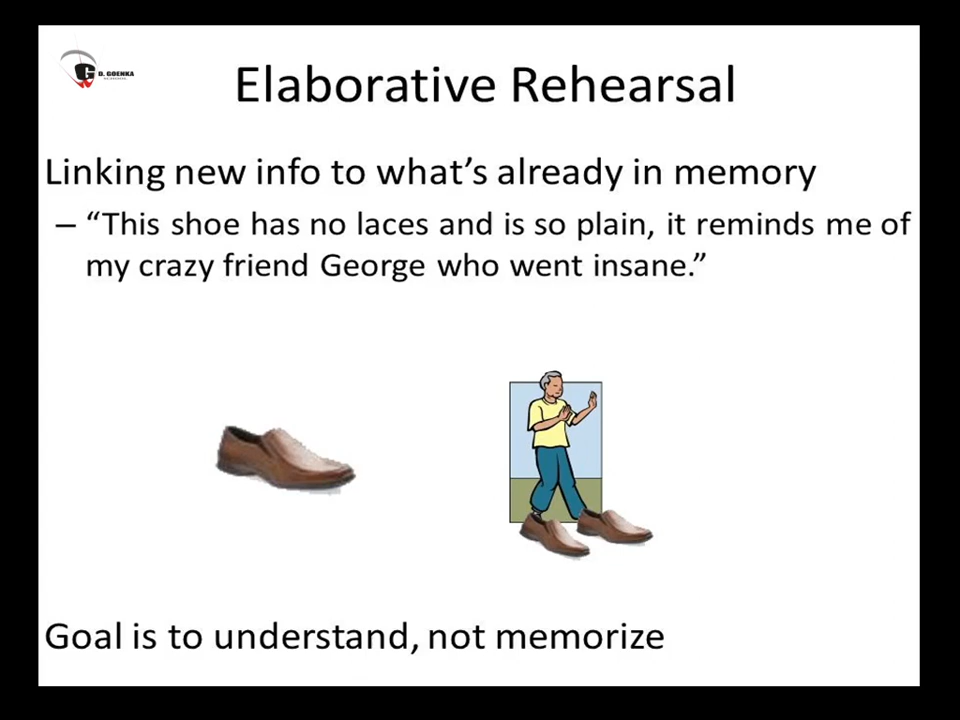 G D. GOENKA
Elaborative Rehearsal
Linking new info to what's already in memory
– “This shoe has no laces and is so plain, it reminds me of
my crazy friend George who went insane.”
Goal is to understand, not memorize